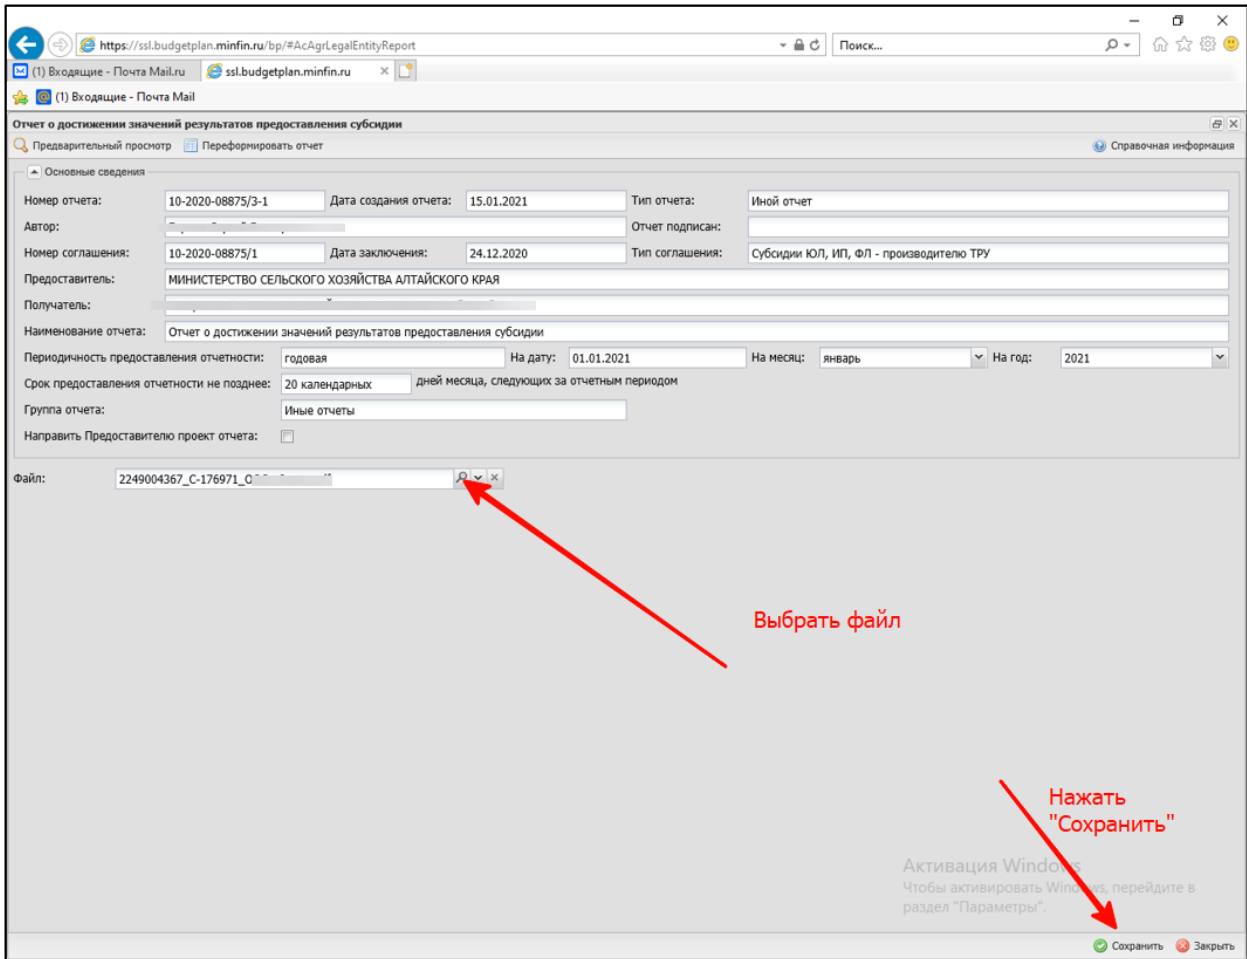 https://ssl.budgetplan.minfin.ru/bp/#AcAgrLegalEntityReport
Поиск...
(1) Входящие - Почта Mail.ru
ssl.budgetplan.minfin.ru
(1) Входящие - Почта Mail
Отчет о достижении значений результатов предоставления субсидии
Предварительный просмотр Переформировать отчет Справочная информация
Основные сведения
Номер отчета: 10-2020-08875/3-1 Дата создания отчета: 15.01.2021 Тип отчета: Иной отчет
Автор: Отчет подписан:
Номер соглашения: 10-2020-08875/1 Дата заключения: 24.12.2020 Тип соглашения: Субсидии ЮЛ, ИП, ФЛ - производителю ТРУ
Предоставитель: МИНИСТЕРСТВО СЕЛЬСКОГО ХОЗЯЙСТВА АЛТАЙСКОГО КРАЯ
Получатель:
Наименование отчета: Отчет о достижении значений результатов предоставления субсидии
Периодичность предоставления отчетности: годовая На дату: 01.01.2021 На месяц: январь На год: 2021
Срок предоставления отчетности не позднее: 20 календарных дней месяца, следующих за отчетным периодом
Группа отчета: Иные отчеты
Направить Предоставителю проект отчета:
Файл: 2249004367_С-176971_О
Выбрать файл
Нажать
"Сохранить"
Активация Windows
Чтобы активировать Windows, перейдите в
раздел "Параметры".
Сохранить Закрыть